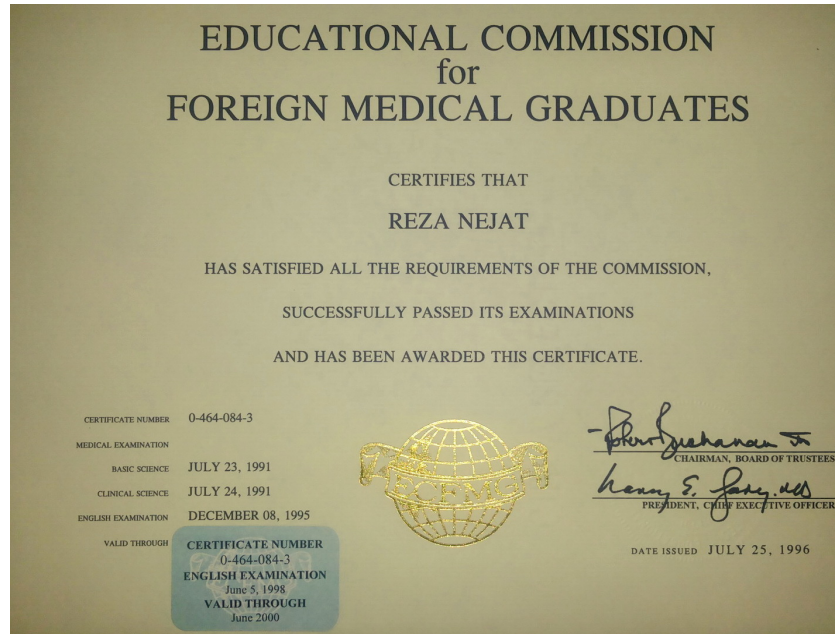 EDUCATIONAL COMMISSION
for
FOREIGN MEDICAL GRADUATES
CERTIFIES THAT
REZA NEJAT
HAS SATISFIED ALL THE REQUIREMENTS OF THE COMMISSION,
SUCCESSFULLY PASSED ITS EXAMINATIONS
AND HAS BEEN AWARDED THIS CERTIFICATE.
CERTIFICATE NUMBER 0-464-084-3
MEDICAL EXAMINATION
BASIC SCIENCE JULY 23, 1991
CLINICAL SCIENCE JULY 24, 1991
ENGLISH EXAMINATION DECEMBER 08, 1995
VALID THROUGH
CERTIFICATE NUMBER
0-464-084-3
ENGLISH EXAMINATION
June 5, 1998
VALID THROUGH
June 2000
ECFMG
CHAIRMAN, BOARD OF TRUSTEES
Nancy E. Gary, MD
PRESIDENT, CHIEF EXECUTIVE OFFICER
DATE ISSUED JULY 25, 1996